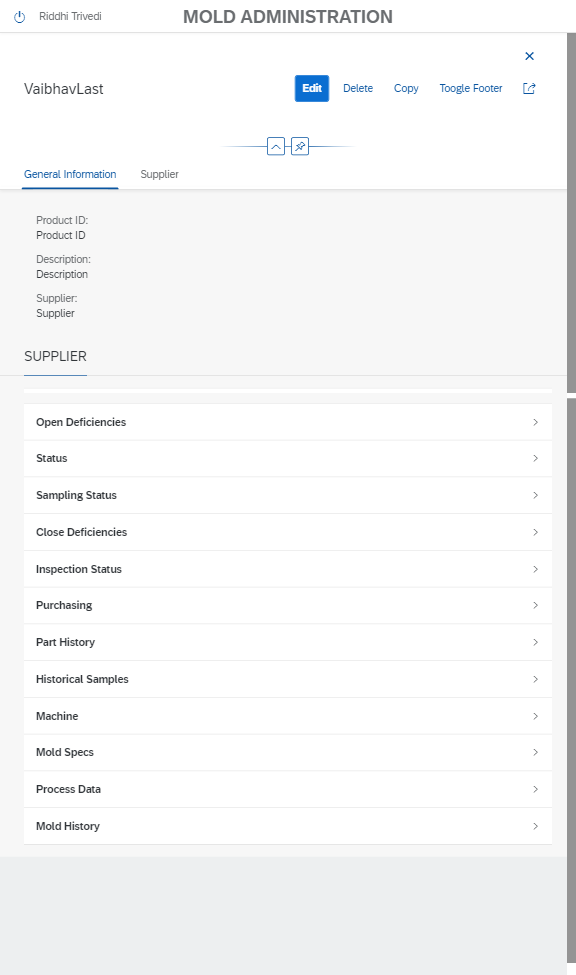 Riddhi Trivedi
MOLD ADMINISTRATION
VaibhavLast
Edit
Delete
Copy
Toogle Footer
General Information
Supplier
Product ID:
Product ID
Description:
Description
Supplier:
Supplier
SUPPLIER
Open Deficiencies
Status
Sampling Status
Close Deficiencies
Inspection Status
Purchasing
Part History
Historical Samples
Machine
Mold Specs
Process Data
Mold History